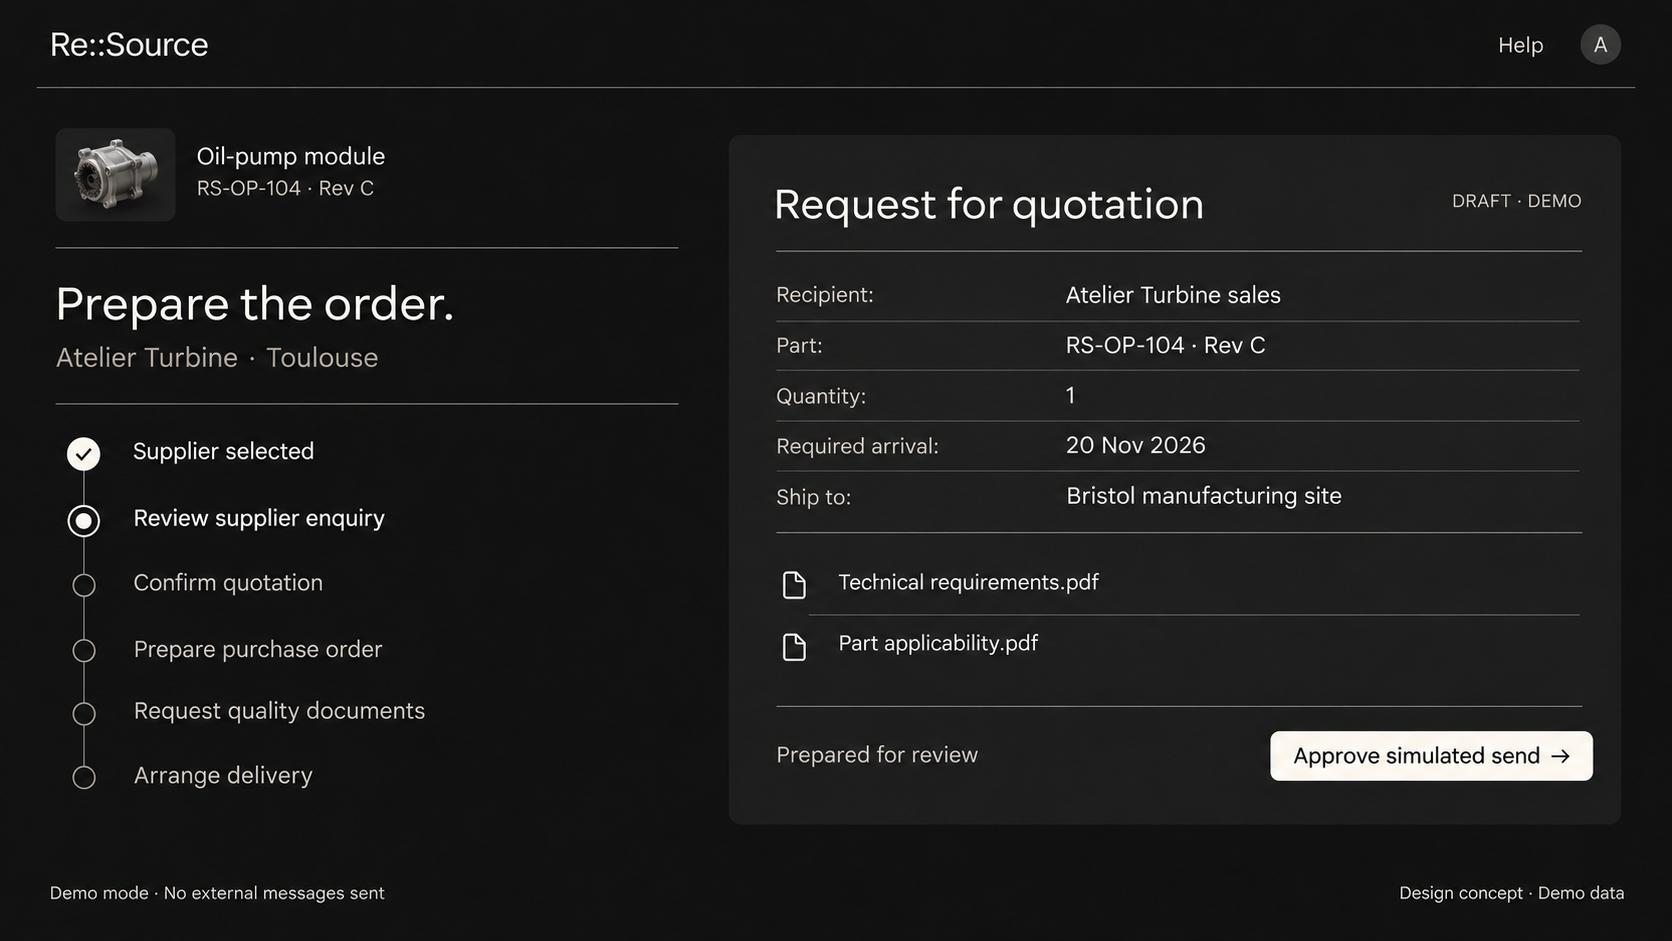 Re::Source
Help
A
Oil-pump module
RS-OP-104 · Rev C
Prepare the order.
Atelier Turbine · Toulouse
Supplier selected
Review supplier enquiry
Confirm quotation
Prepare purchase order
Request quality documents
Arrange delivery
Request for quotation
DRAFT · DEMO
Recipient: Atelier Turbine sales
Part: RS-OP-104 · Rev C
Quantity: 1
Required arrival: 20 Nov 2026
Ship to: Bristol manufacturing site
Technical requirements.pdf
Part applicability.pdf
Prepared for review
Approve simulated send →
Demo mode · No external messages sent
Design concept · Demo data